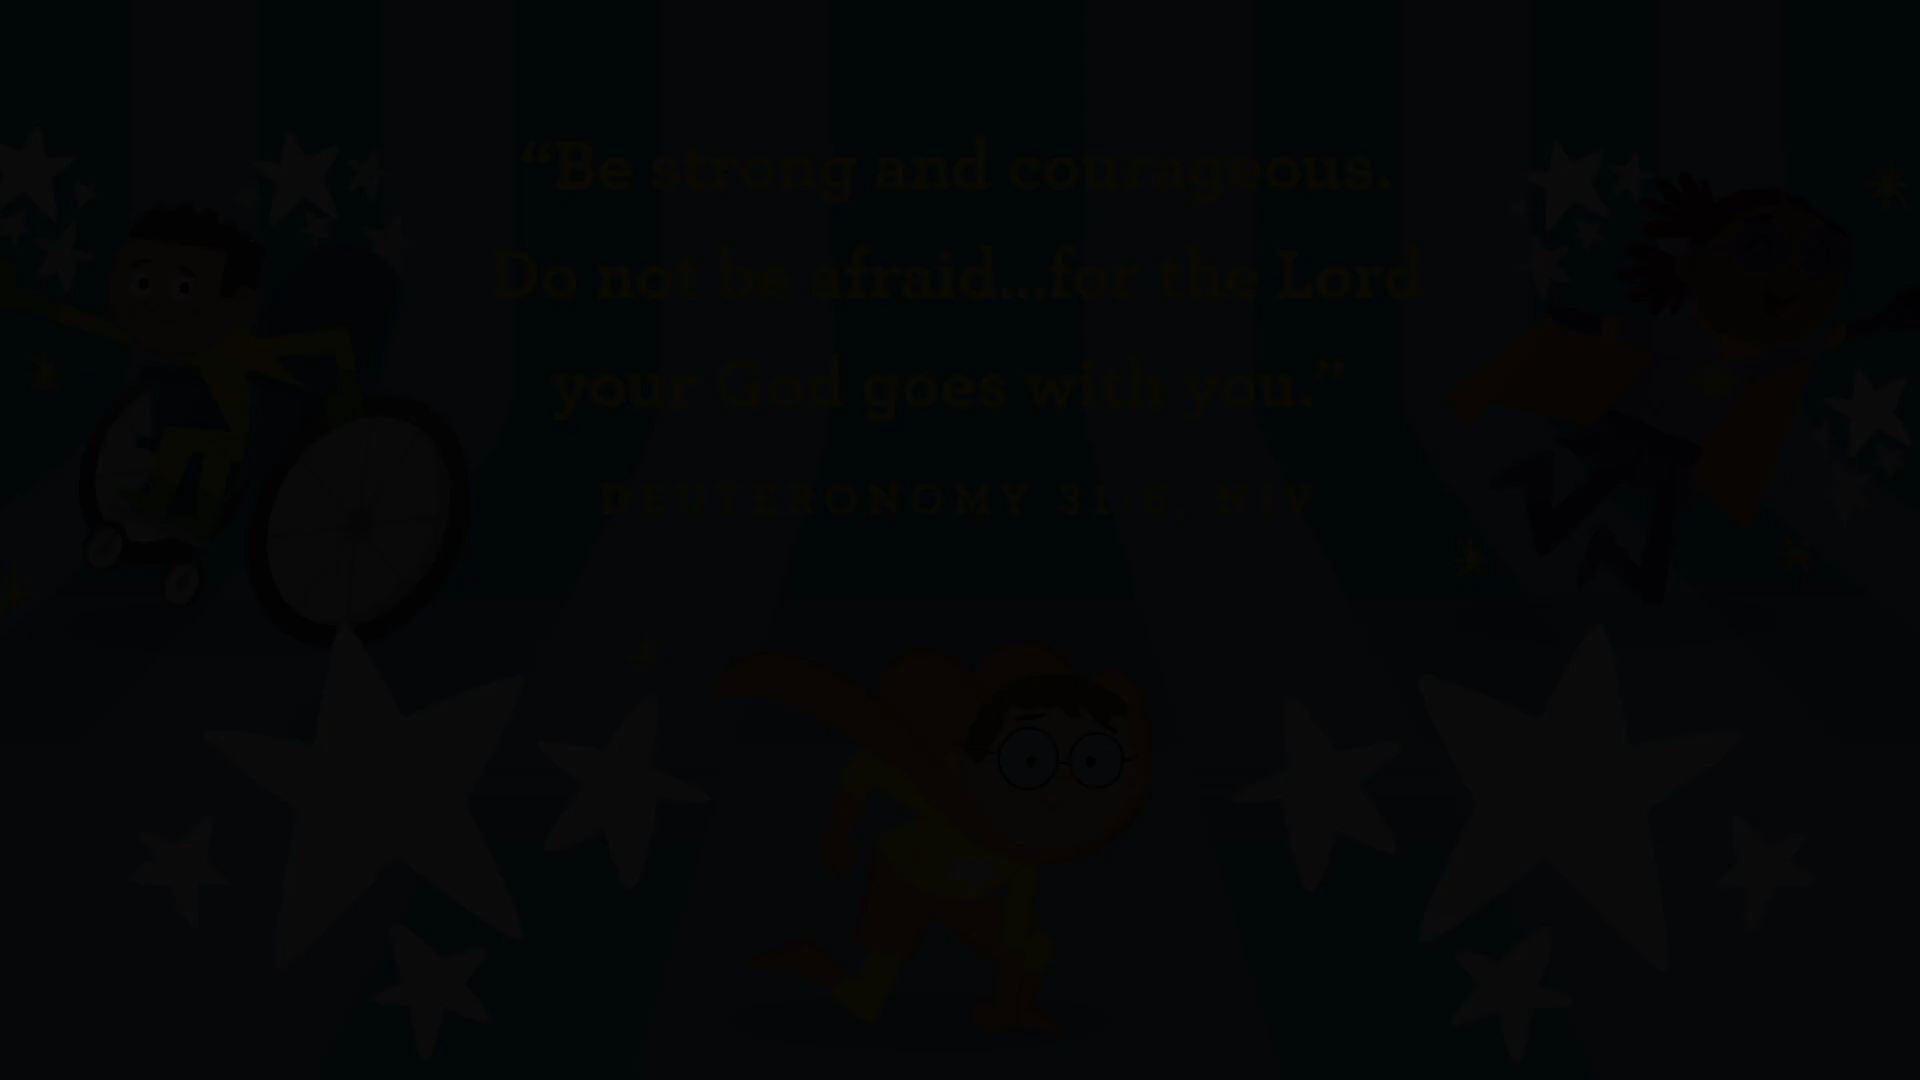 “Be strong and courageous.
Do not be afraid...for the Lord
your God goes with you.”
DEUTERONOMY 31:6, NIV